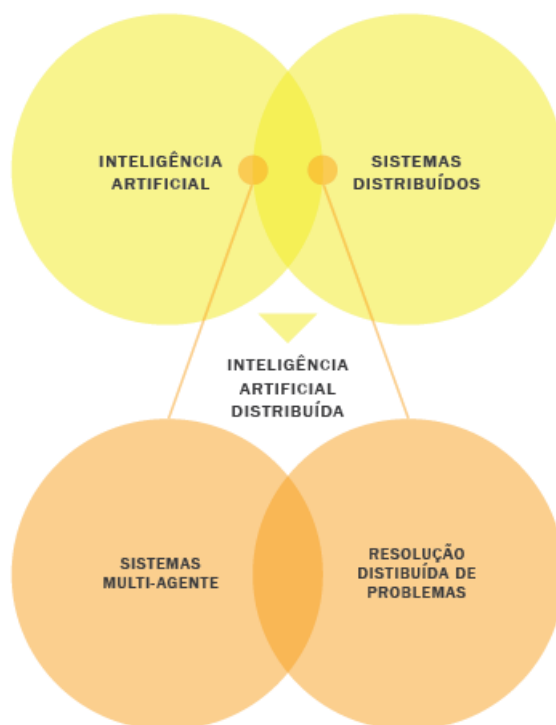 INTELIGÊNCIA
ARTIFICIAL
SISTEMAS
DISTRIBUÍDOS
INTELIGÊNCIA
ARTIFICIAL
DISTRIBUÍDA
SISTEMAS
MULTI-AGENTE
RESOLUÇÃO
DISTIBUÍDA DE
PROBLEMAS